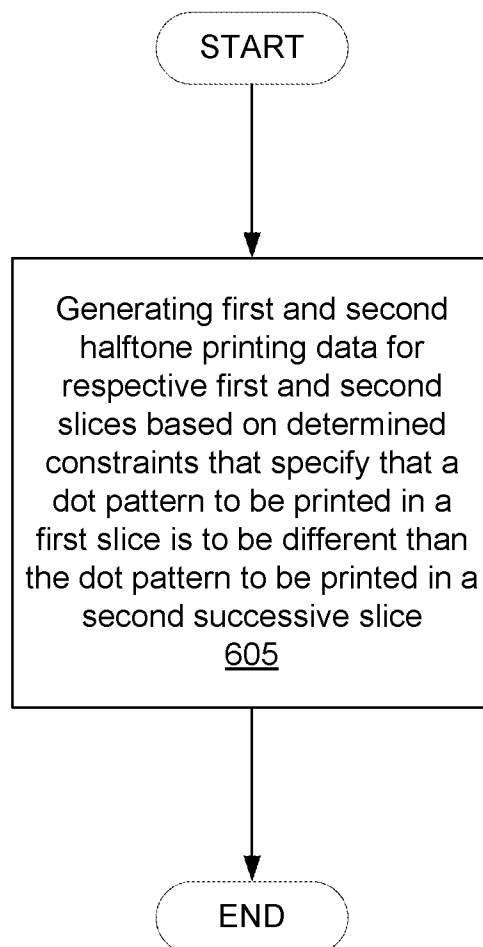 START
Generating first and second
halftone printing data for
respective first and second
slices based on determined
constraints that specify that a
dot pattern to be printed in a
first slice is to be different than
the dot pattern to be printed in a
second successive slice
605
END